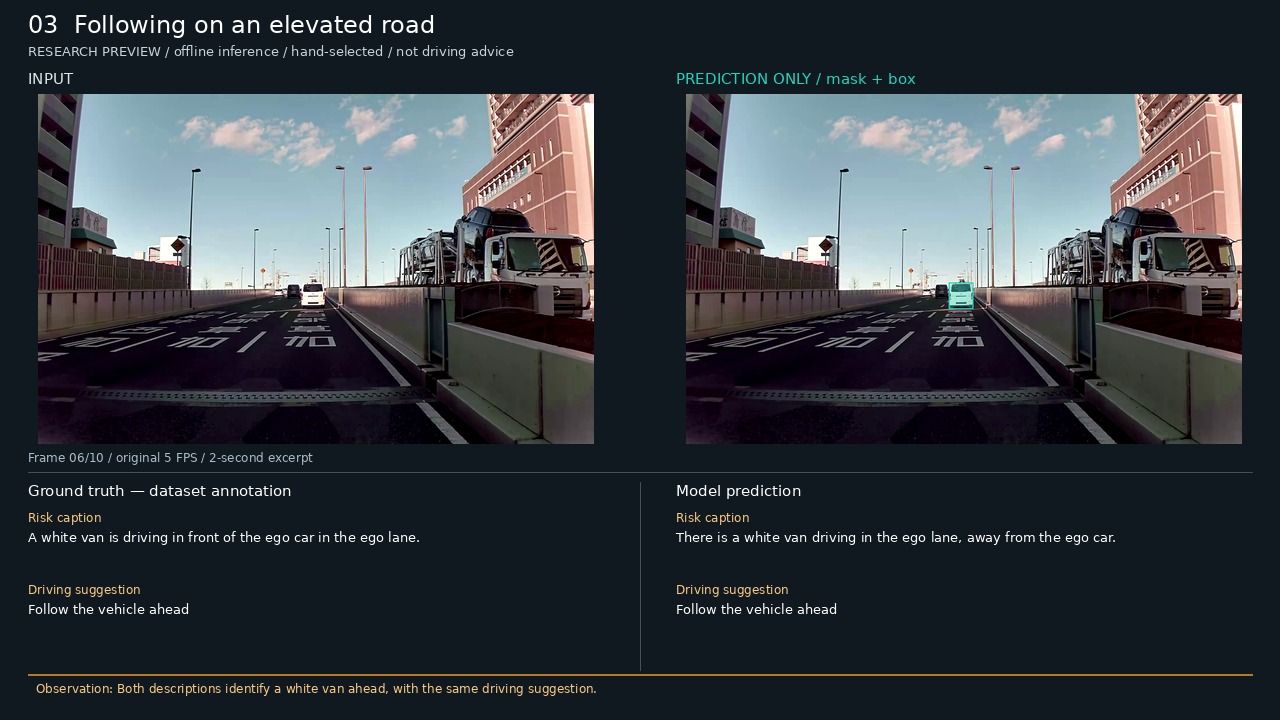 03  Following on an elevated road
RESEARCH PREVIEW / offline inference / hand-selected / not driving advice
INPUT
PREDICTION ONLY / mask + box
Frame 06/10 / original 5 FPS / 2-second excerpt
Ground truth — dataset annotation
Risk caption
A white van is driving in front of the ego car in the ego lane.
Driving suggestion
Follow the vehicle ahead
Model prediction
Risk caption
There is a white van driving in the ego lane, away from the ego car.
Driving suggestion
Follow the vehicle ahead
Observation: Both descriptions identify a white van ahead, with the same driving suggestion.